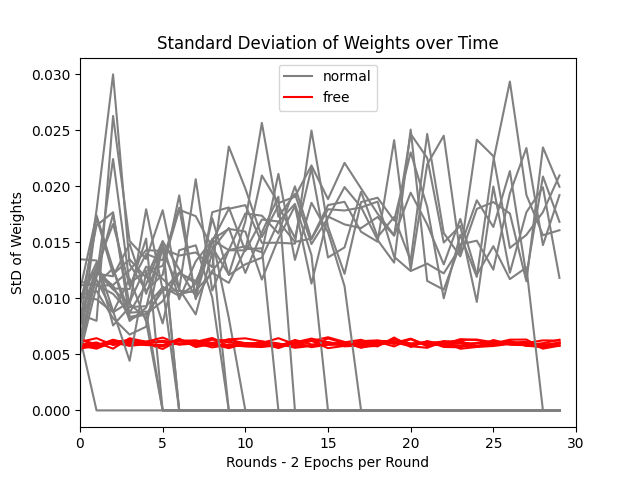 Standard Deviation of Weights over Time
normal
free
StD of Weights
0.030
0.025
0.020
0.015
0.010
0.005
0.000
0 5 10 15 20 25 30
Rounds - 2 Epochs per Round